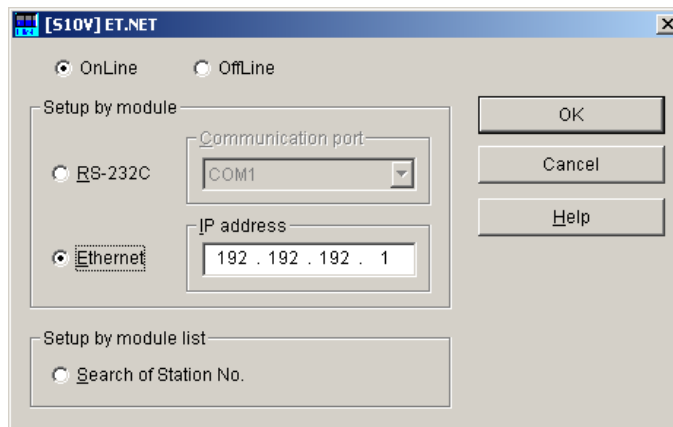 [S10V] ET.NET
OnLine OffLine
Setup by module
Communication port
RS-232C
COM1
IP address
Ethernet
192 . 192 . 192 . 1
Setup by module list
Search of Station No.
OK
Cancel
Help